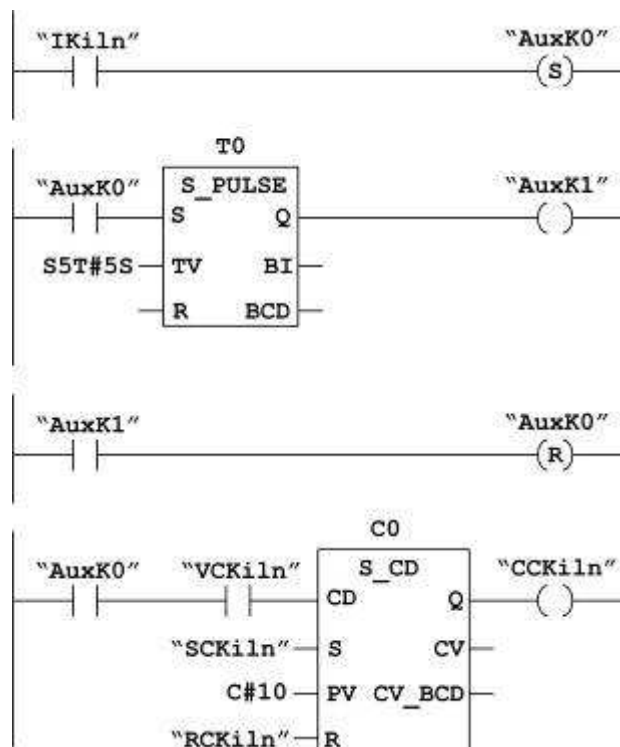 "IKiln" "AuxK0"
(S)
T0
"AuxK0" S_PULSE "AuxK1"
S Q ( )
S5T#5S TV BI
R BCD
"AuxK1" "AuxK0"
(R)
C0
"AuxK0" "VCKiln" S_CD "CCKiln"
CD Q ( )
"SCKiln" S CV
C#10 PV CV_BCD
"RCKiln" R